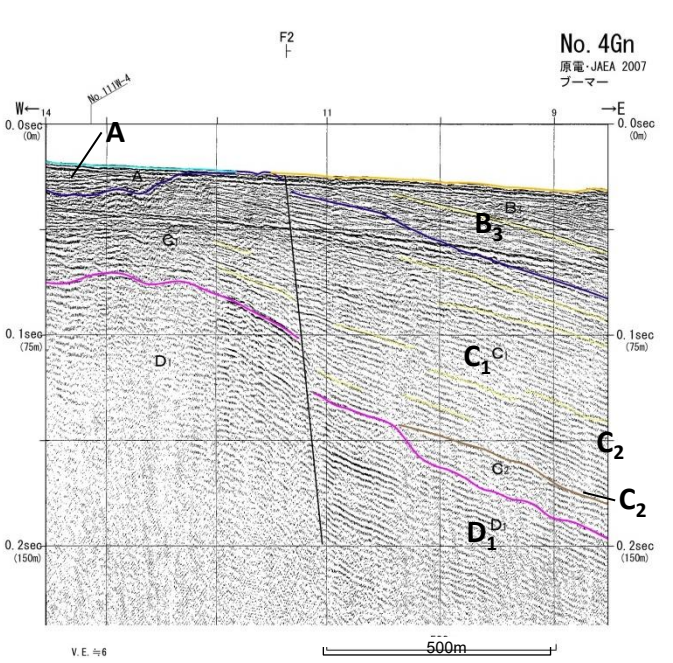 F2
No. 4Gn
原電・JAEA 2007
ブーマー
No.111W-4
W← 14 11 9 →E
0.0sec
(0m)
0.0sec
(0m)
A
A
B₃
B₃
C₁
0.1sec
(75m)
0.1sec
(75m)
D₁
C₁ C₁
C₂
C₂
C₂
D₁ D₁
0.2sec
(150m)
0.2sec
(150m)
V.E.≒6
500m